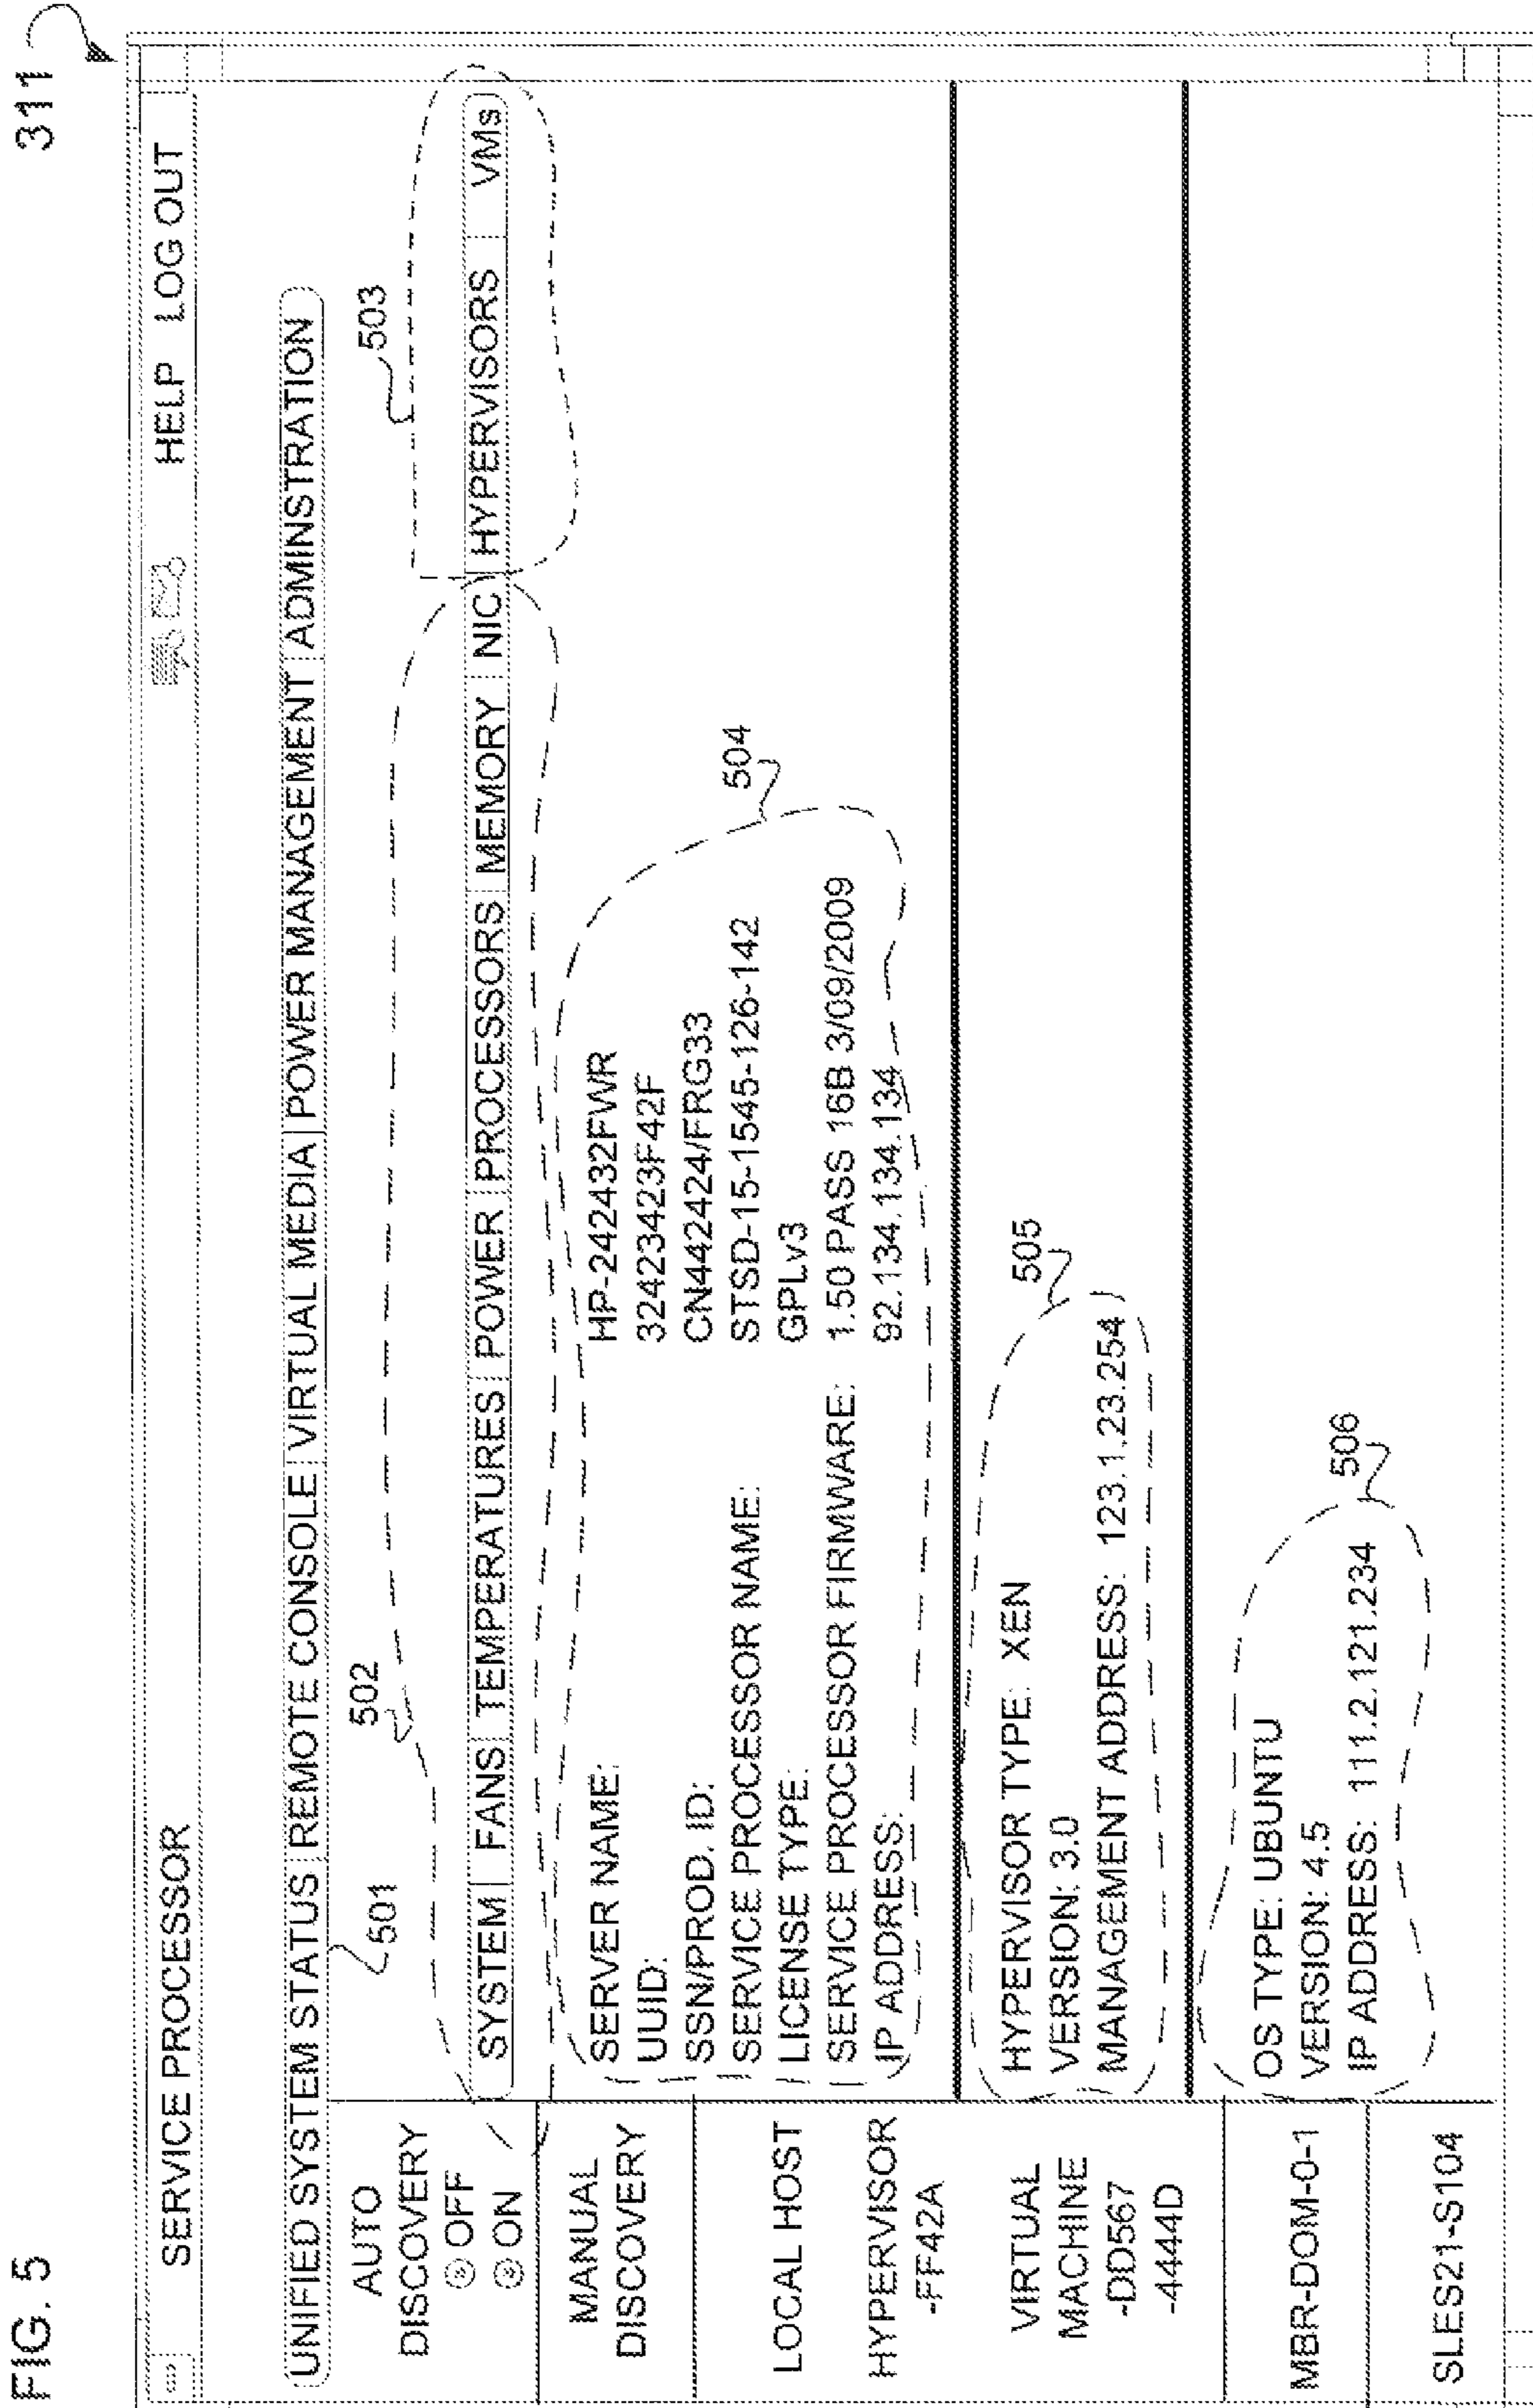 FIG. 5
311
SERVICE PROCESSOR
HELP LOG OUT
UNIFIED SYSTEM STATUS REMOTE CONSOLE VIRTUAL MEDIA POWER MANAGEMENT ADMINSTRATION
501
502
503
AUTO
DISCOVERY
OFF
ON
SYSTEM FANS TEMPERATURES POWER PROCESSORS MEMORY NIC HYPERVISORS VMs
MANUAL
DISCOVERY
SERVER NAME: HP-242432FWR
UUID: 32423423F42F
SSN/PROD. ID: CN442424/FRG33
SERVICE PROCESSOR NAME: STSD-15-1545-126-142
LICENSE TYPE: GPLv3
SERVICE PROCESSOR FIRMWARE: 1.50 PASS 16B 3/09/2009
IP ADDRESS: 92.134.134.134
504
LOCAL HOST
HYPERVISOR
-FF42A
VIRTUAL
MACHINE
-DD567
-4444D
HYPERVISOR TYPE: XEN
VERSION: 3.0
MANAGEMENT ADDRESS: 123.1.23.254
505
MBR-DOM-0-1
SLES21-S104
OS TYPE: UBUNTU
VERSION: 4.5
IP ADDRESS: 111.2.121.234
506